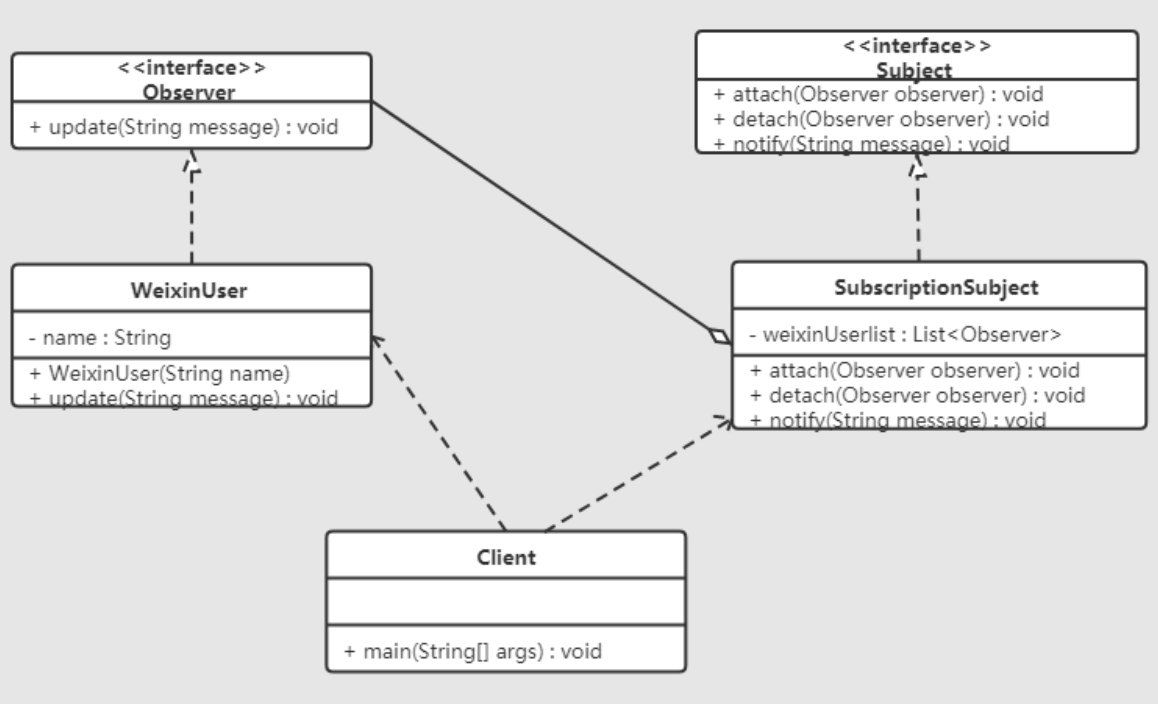 <<interface>>
Observer
+ update(String message) : void
<<interface>>
Subject
+ attach(Observer observer) : void
+ detach(Observer observer) : void
+ notify(String message) : void
WeixinUser
- name : String
+ WeixinUser(String name)
+ update(String message) : void
SubscriptionSubject
- weixinUserlist : List<Observer>
+ attach(Observer observer) : void
+ detach(Observer observer) : void
+ notify(String message) : void
Client
+ main(String[] args) : void